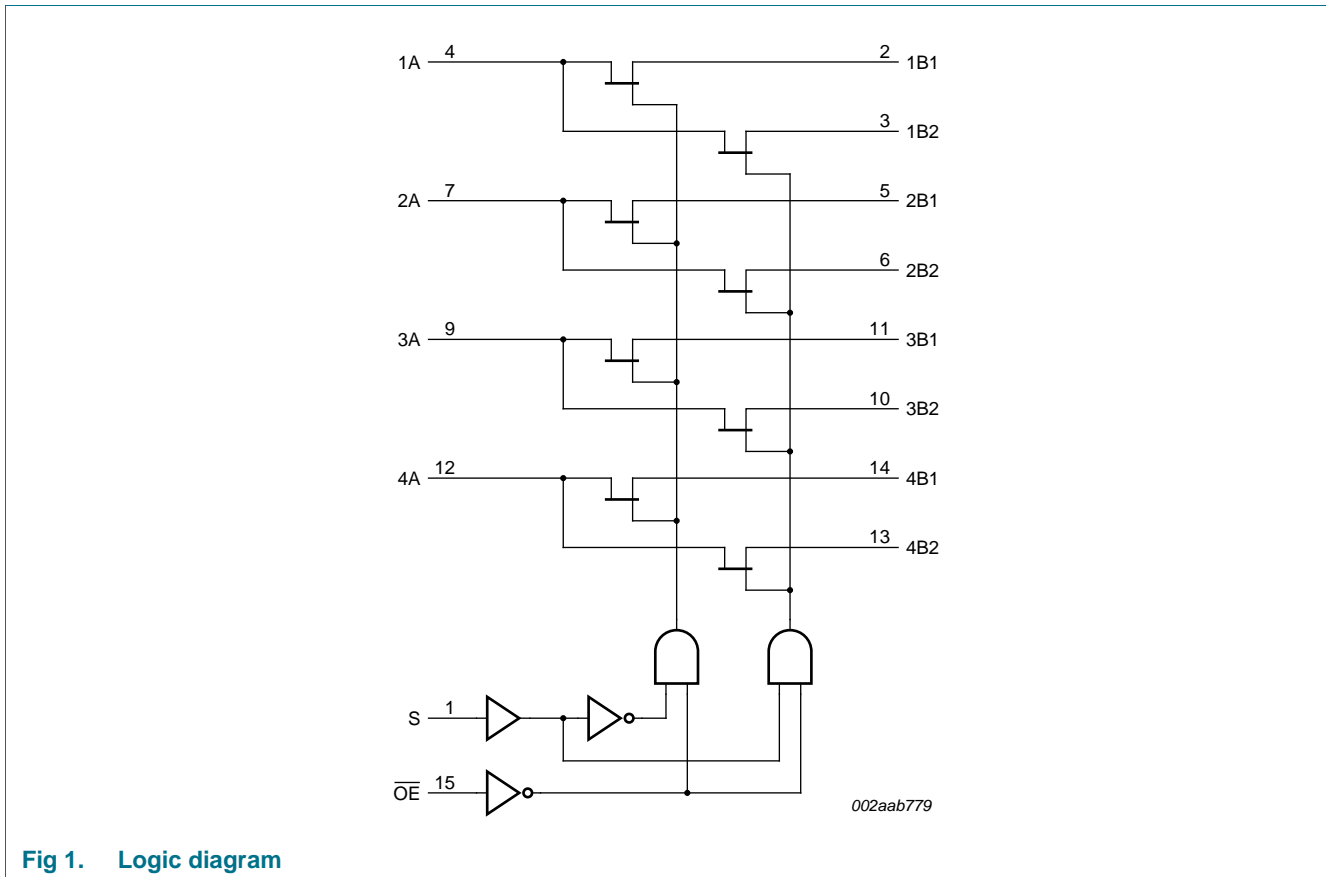 1A 4 2 1B1
3 1B2
2A 7 5 2B1
6 2B2
3A 9 11 3B1
10 3B2
4A 12 14 4B1
13 4B2
S 1
O̅E̅ 15
002aab779
Fig 1. Logic diagram